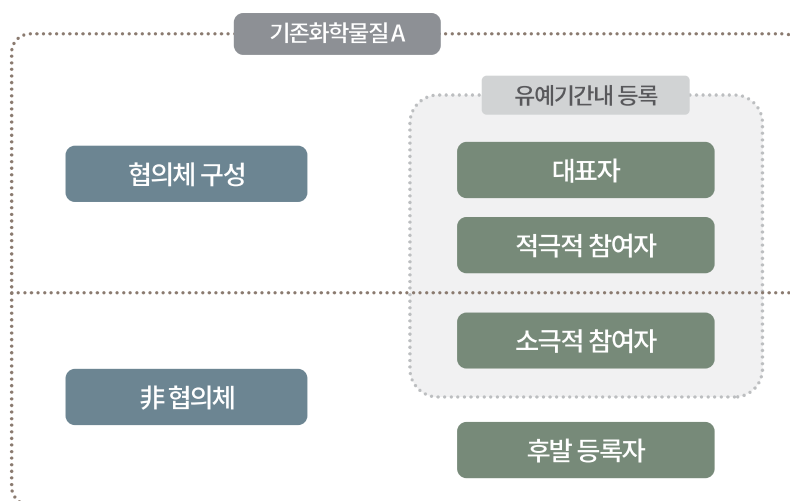 기존화학물질 A
유예기간내 등록
협의체 구성
대표자
적극적 참여자
소극적 참여자
非 협의체
후발 등록자